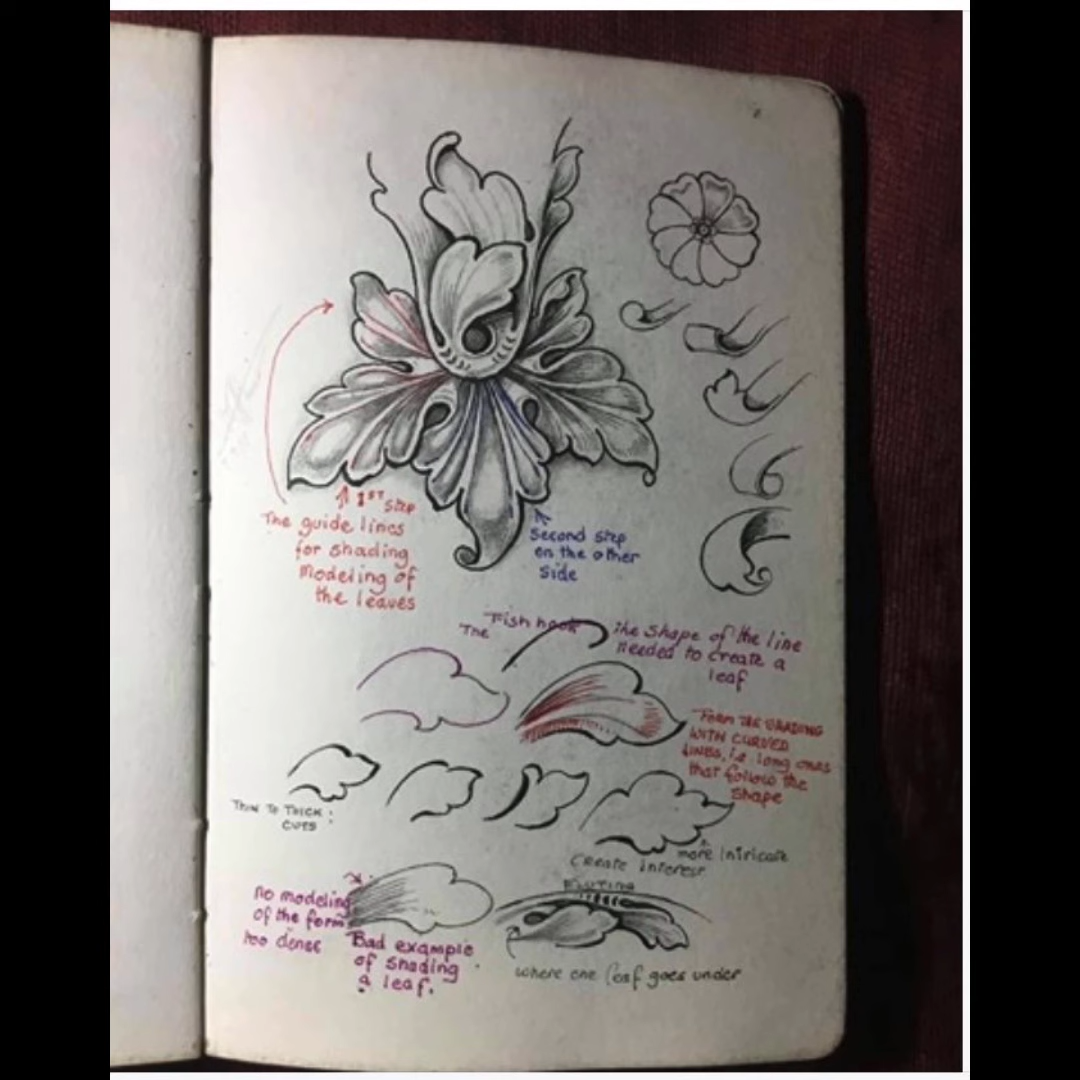 1ST Step
The guide lines
for shading
modeling of
the leaves
Second step
on the other
side
The Fish hook the shape of the line
needed to create a
leaf
FORM THE SHADING
WITH CURVED
LINES, i.e long ones
that follow the
shape
THIN TO THICK:
CUTS
more Intricate
Create Interest
FLUTING
no modeling
of the form
too dense
Bad example
of shading
a leaf.
where one leaf goes under